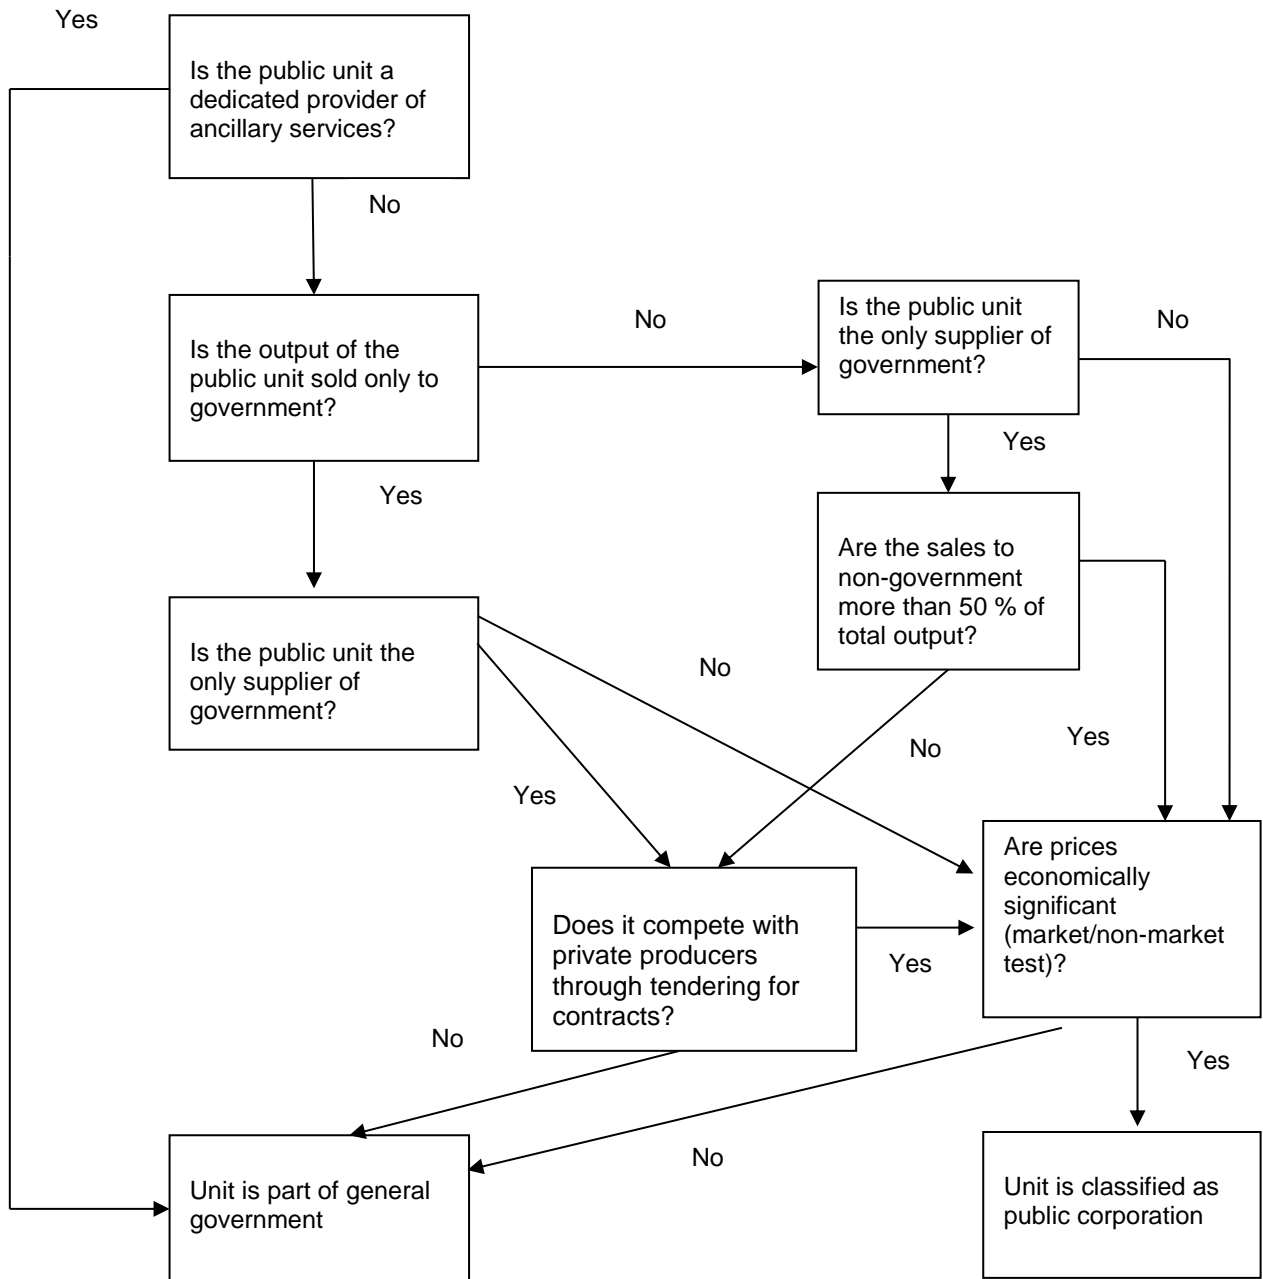 Yes
Is the public unit a
dedicated provider of
ancillary services?
No
Is the output of the
public unit sold only to
government?
No
Is the public unit
the only supplier of
government?
No
Yes
Yes
Are the sales to
non-government
more than 50 % of
total output?
Is the public unit the
only supplier of
government?
No
No
Yes
Yes
Are prices
economically
significant
(market/non-market
test)?
Does it compete with
private producers
through tendering for
contracts?
Yes
No
Yes
No
Unit is part of general
government
Unit is classified as
public corporation